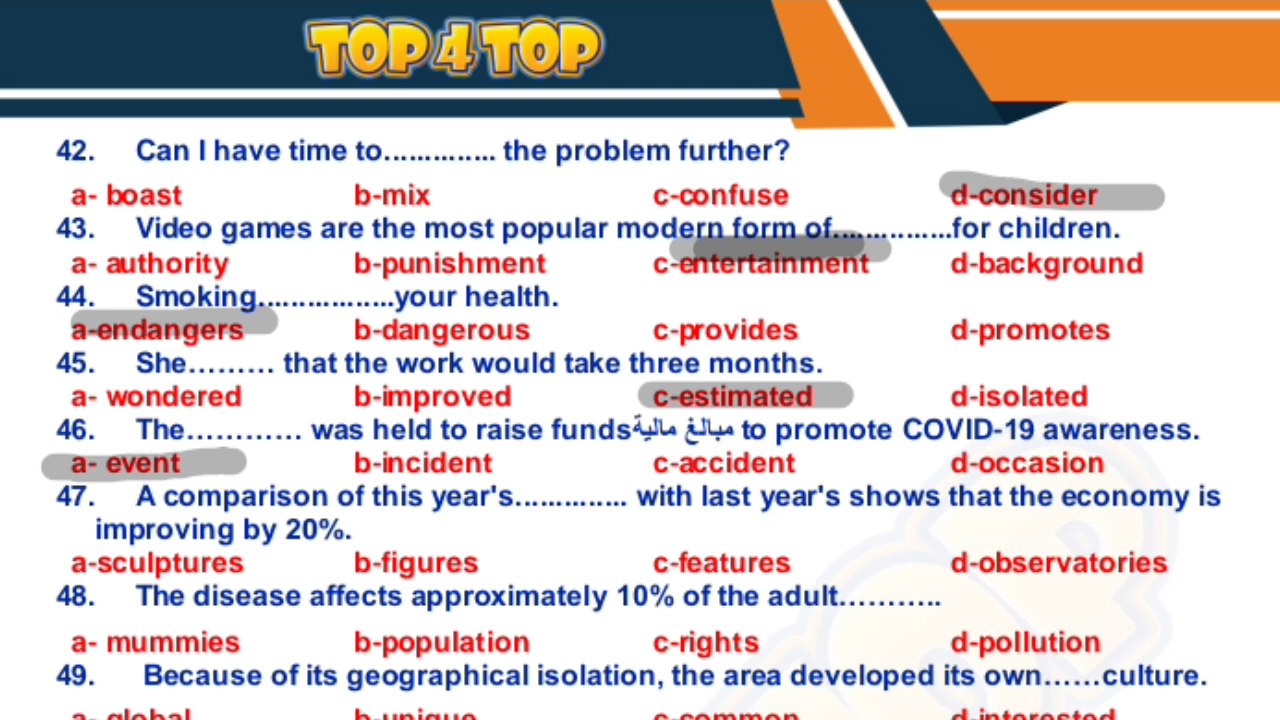 TOP 4 TOP
42. Can I have time to.............. the problem further?
a- boast b-mix c-confuse d-consider
43. Video games are the most popular modern form of...............for children.
a- authority b-punishment c-entertainment d-background
44. Smoking.................your health.
a-endangers b-dangerous c-provides d-promotes
45. She……… that the work would take three months.
a- wondered b-improved c-estimated d-isolated
46. The………… was held to raise fundsمبالغ مالية to promote COVID-19 awareness.
a- event b-incident c-accident d-occasion
47. A comparison of this year's.............. with last year's shows that the economy is
improving by 20%.
a-sculptures b-figures c-features d-observatories
48. The disease affects approximately 10% of the adult………..
a- mummies b-population c-rights d-pollution
49. Because of its geographical isolation, the area developed its own……culture.
a- global b-unique c-common d-interested